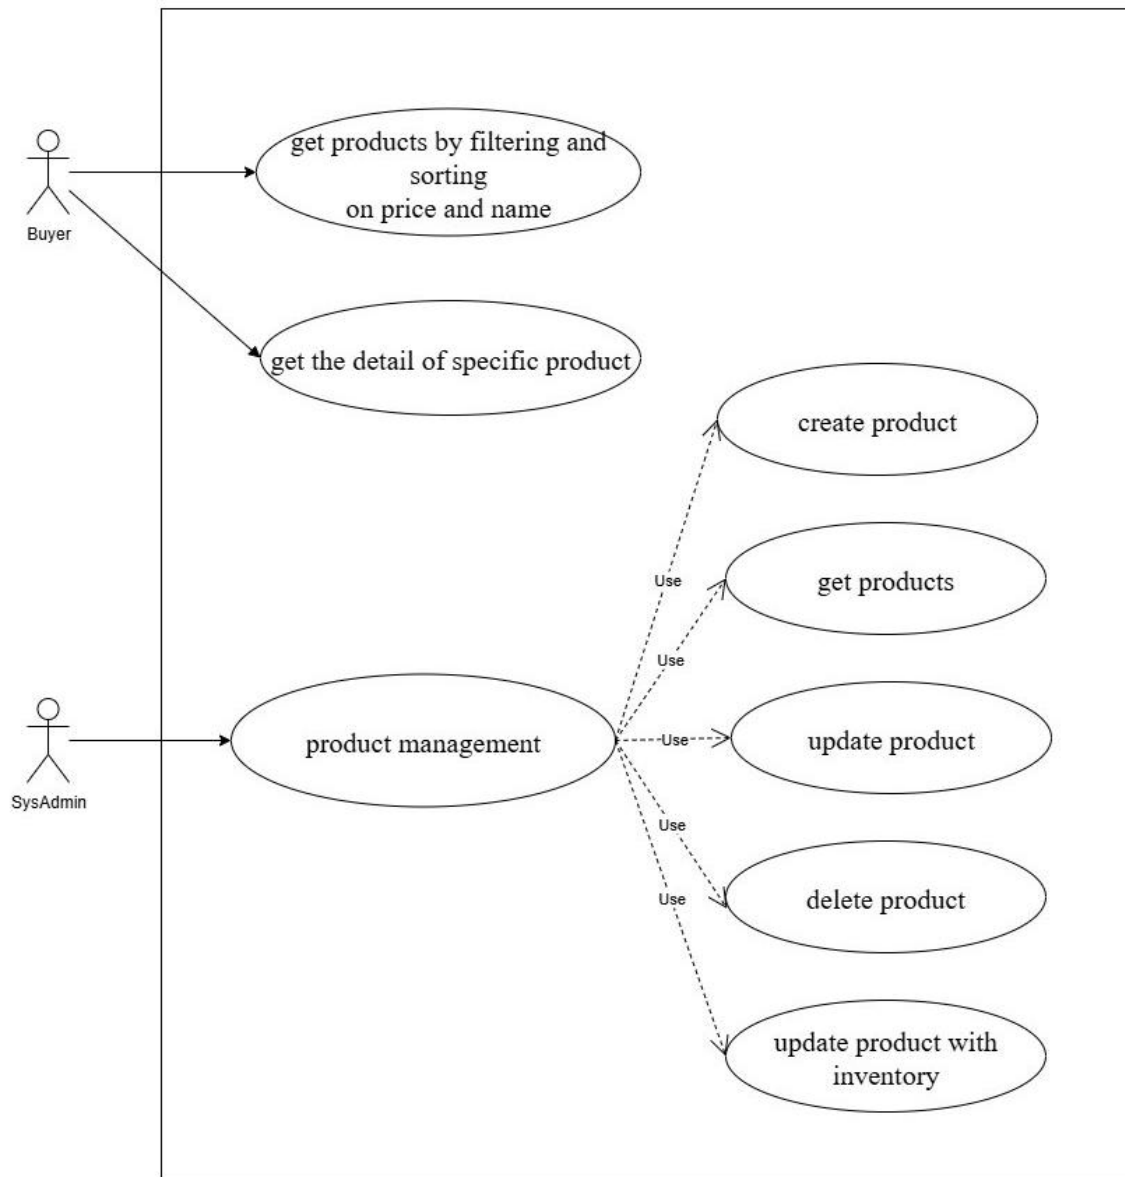 get products by filtering and
sorting
on price and name
Buyer
get the detail of specific product
create product
Use
get products
Use
product management
Use
update product
SysAdmin
Use
delete product
Use
update product with
inventory